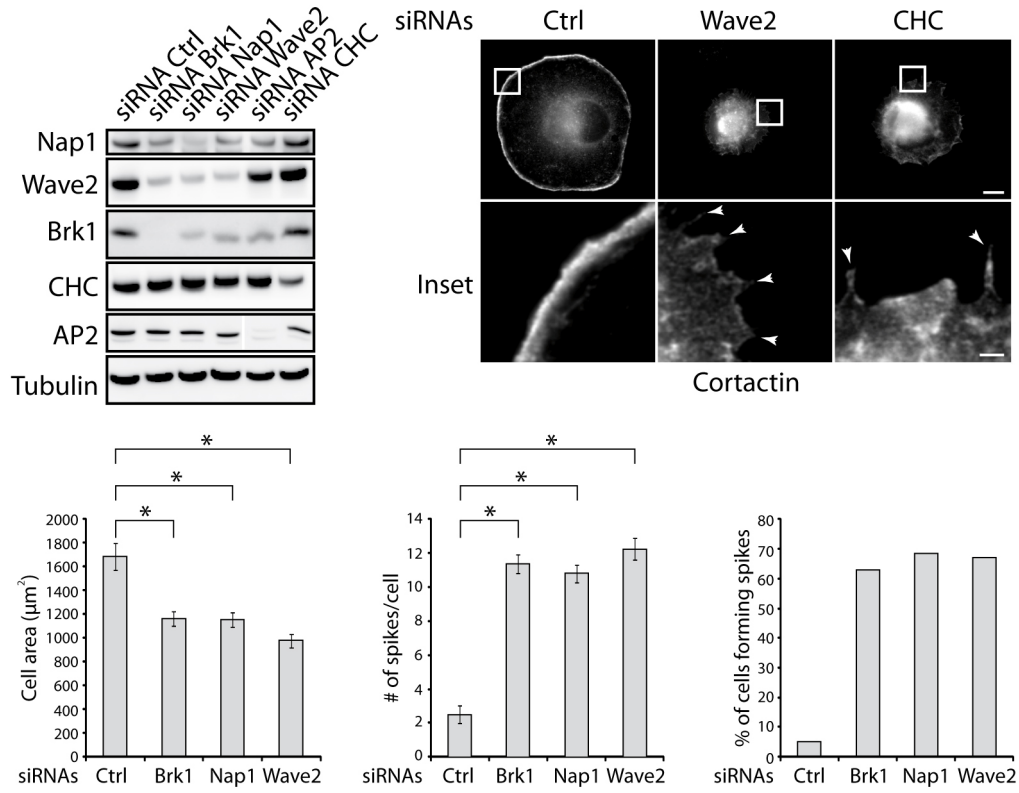 siRNA Ctrl
siRNA Brk1
siRNA Nap1
siRNA Wave2
siRNA AP2
siRNA CHC
Nap1
Wave2
Brk1
CHC
AP2
Tubulin
siRNAs Ctrl Wave2 CHC
Inset
Cortactin
* 
*
*
Cell area (µm²)
2000
1800
1600
1400
1200
1000
800
600
400
200
0
siRNAs Ctrl Brk1 Nap1 Wave2
*
*
*
# of spikes/cell
14
12
10
8
6
4
2
0
siRNAs Ctrl Brk1 Nap1 Wave2
% of cells forming spikes
80
70
60
50
40
30
20
10
0
siRNAs Ctrl Brk1 Nap1 Wave2